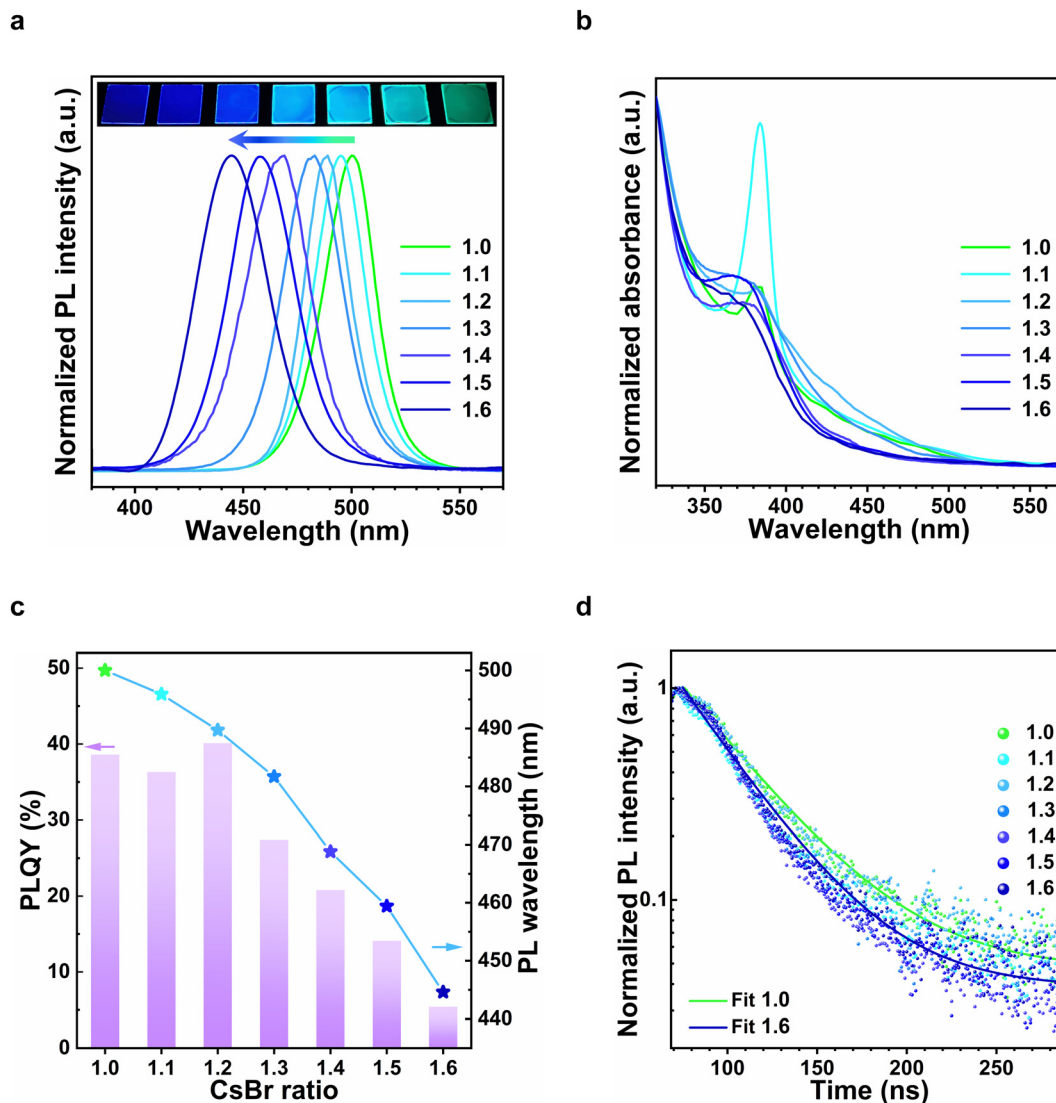 a
Normalized PL intensity (a.u.)
1.0
1.1
1.2
1.3
1.4
1.5
1.6
400 450 500 550
Wavelength (nm)
b
Normalized absorbance (a.u.)
1.0
1.1
1.2
1.3
1.4
1.5
1.6
350 400 450 500 550
Wavelength (nm)
c
PLQY (%)
50
40
30
20
10
0
500
490
480
470
460
450
440
PL wavelength (nm)
1.0 1.1 1.2 1.3 1.4 1.5 1.6
CsBr ratio
d
Normalized PL intensity (a.u.)
1
0.1
1.0
1.1
1.2
1.3
1.4
1.5
1.6
Fit 1.0
Fit 1.6
100 150 200 250
Time (ns)